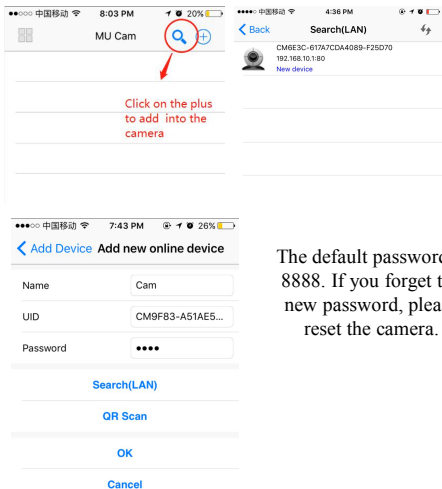 中国移动 8:03 PM 20%
MU Cam
Click on the plus
to add into the
camera
中国移动 4:36 PM
Back Search(LAN)
CM6E3C-617A7CDA4089-F25D70
192.168.10.1:80
New device
中国移动 7:43 PM 26%
Add Device Add new online device
Name Cam
UID CM9F83-A51AE5...
Password ••••
Search(LAN)
QR Scan
OK
Cancel
The default password
8888. If you forget t
new password, plea
reset the camera.